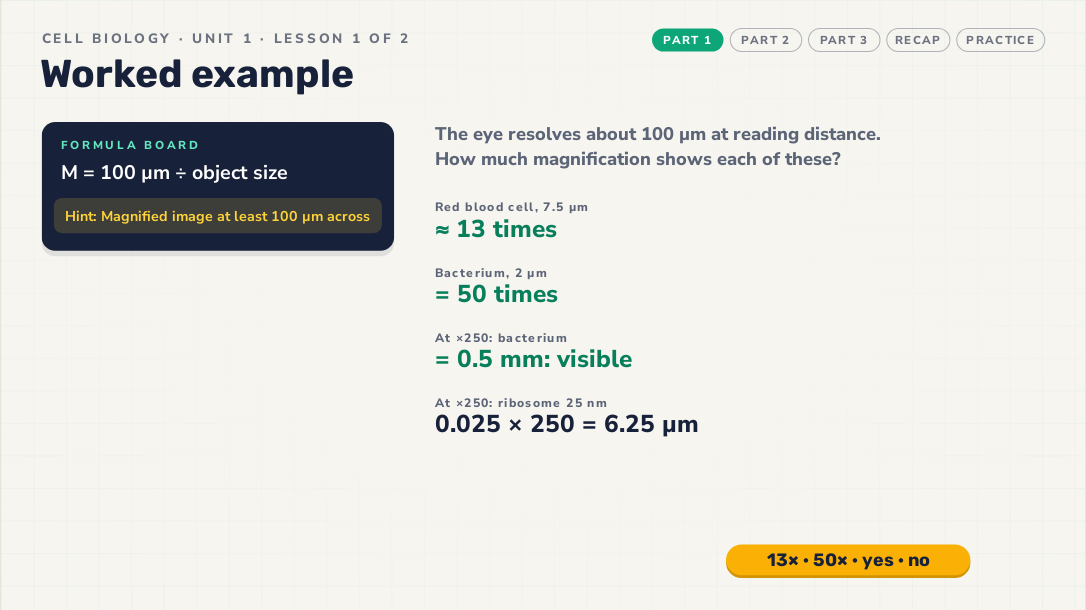 CELL BIOLOGY · UNIT 1 · LESSON 1 OF 2
PART 1
PART 2
PART 3
RECAP
PRACTICE
Worked example
FORMULA BOARD
M = 100 µm ÷ object size
Hint: Magnified image at least 100 µm across
The eye resolves about 100 µm at reading distance.
How much magnification shows each of these?
Red blood cell, 7.5 µm
≈ 13 times
Bacterium, 2 µm
= 50 times
At ×250: bacterium
= 0.5 mm: visible
At ×250: ribosome 25 nm
0.025 × 250 = 6.25 µm
13× · 50× · yes · no